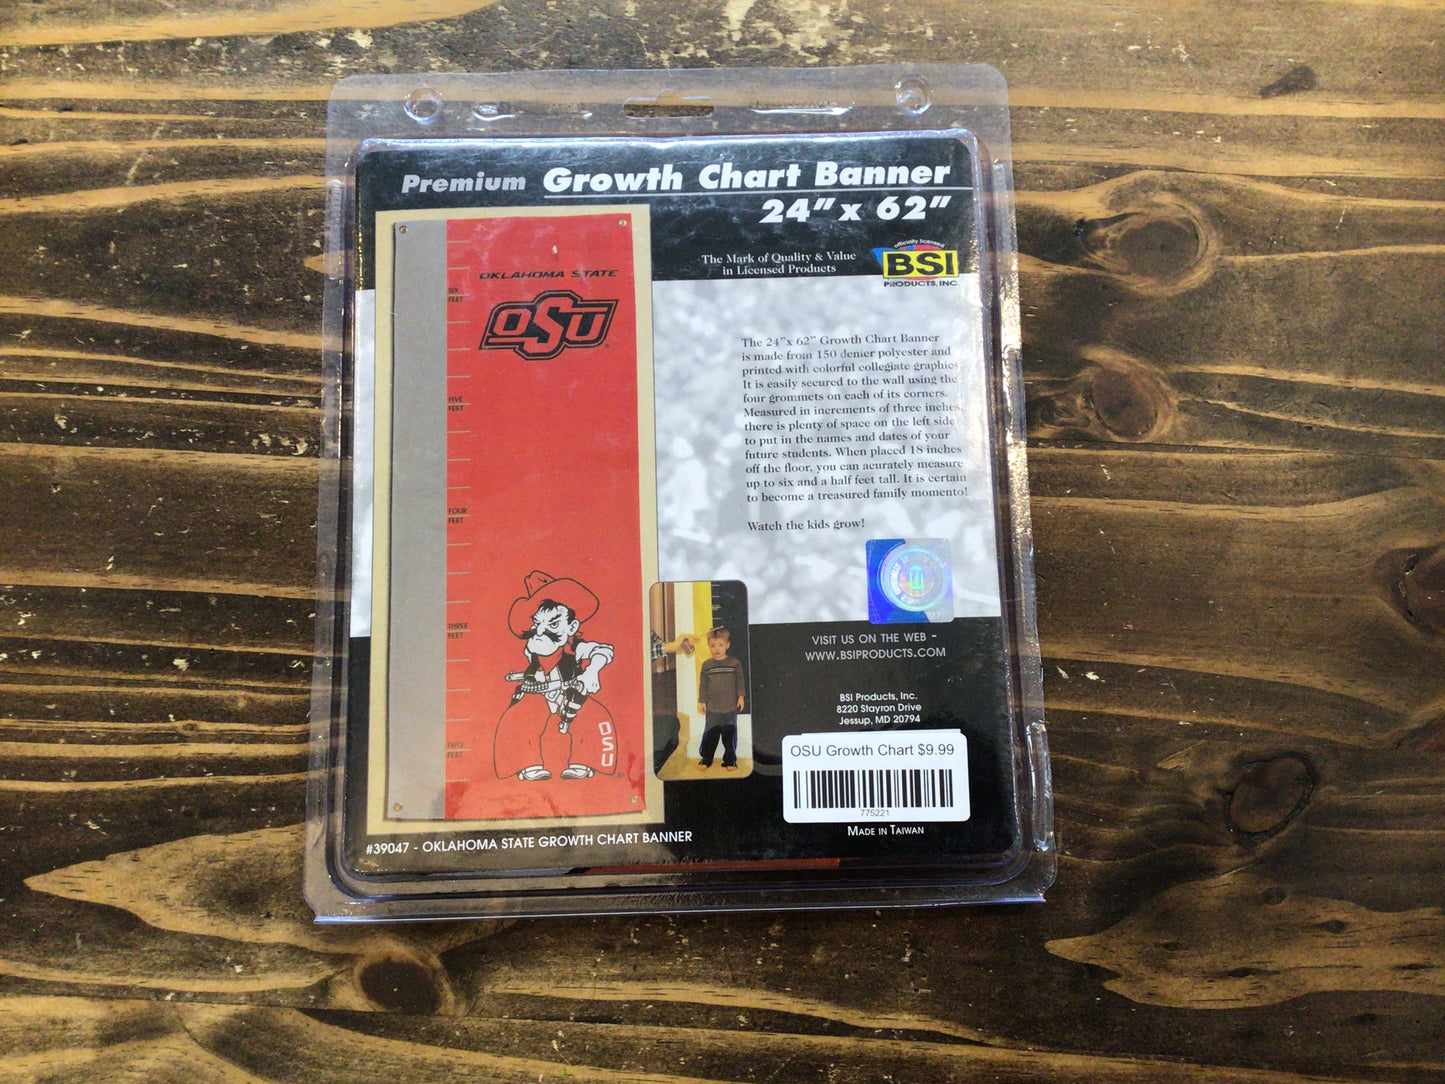 Premium Growth Chart Banner
24" x 62"
The Mark of Quality & Value
in Licensed Products
officially licensed
BSI
PRODUCTS, INC.
OKLAHOMA STATE
OSU
SIX
FEET
FIVE
FEET
FOUR
FEET
THREE
FEET
TWO
FEET
OSU
The 24"x 62" Growth Chart Banner
is made from 150 denier polyester and
printed with colorful collegiate graphics.
It is easily secured to the wall using the
four grommets on each of its corners.
Measured in increments of three inches,
there is plenty of space on the left side
to put in the names and dates of your
future students. When placed 18 inches
off the floor, you can acurately measure
up to six and a half feet tall. It is certain
to become a treasured family momento!
Watch the kids grow!
VISIT US ON THE WEB -
WWW.BSIPRODUCTS.COM
BSI Products, Inc.
8220 Stayron Drive
Jessup, MD 20794
OSU Growth Chart $9.99
775221
MADE IN TAIWAN
#39047 - OKLAHOMA STATE GROWTH CHART BANNER